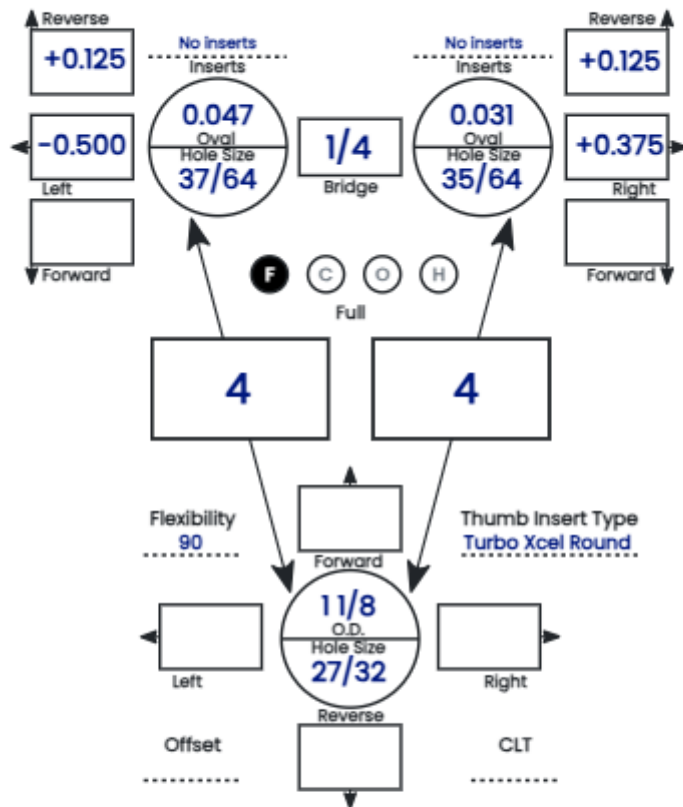 Reverse
Reverse
+0.125
No inserts
No inserts
+0.125
Inserts
Inserts
-0.500
0.047
Oval
Hole Size
37/64
1/4
Bridge
0.031
Oval
Hole Size
35/64
+0.375
Left
Right
Forward
Forward
F C O H
Full
4
4
Flexibility
90
Thumb Insert Type
Turbo Xcel Round
Forward
1 1/8
O.D.
Hole Size
27/32
Left
Right
Reverse
Offset
CLT